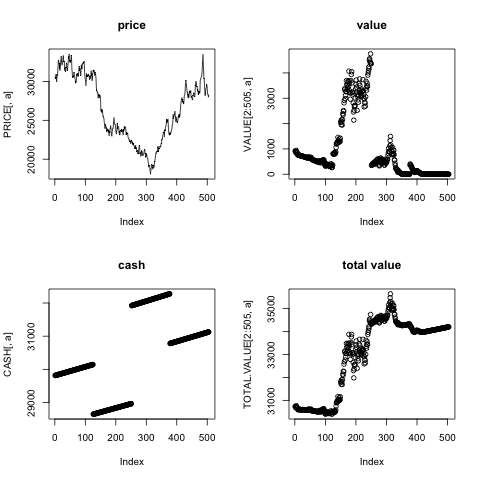 price
PRICE[, a]
30000
25000
20000
0 100 200 300 400 500
Index
value
VALUE[2:505, a]
3000
1000
0
0 100 200 300 400 500
Index
cash
CASH[, a]
31000
29000
0 100 200 300 400 500
Index
total value
TOTAL.VALUE[2:505, a]
35000
33000
31000
0 100 200 300 400 500
Index